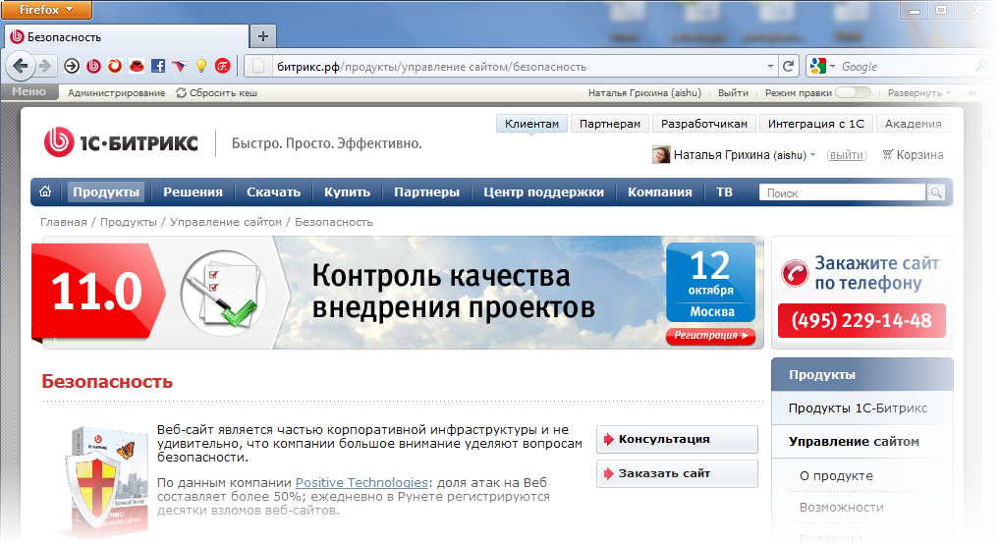 Firefox
Безопасность
битрикс.рф/продукты/управление сайтом/безопасность
Google
Меню
Администрирование
Сбросить кеш
Наталья Грихина (aishu)
Выйти
Режим правки
Развернуть
Клиентам
Партнерам
Разработчикам
Интеграция с 1С
Академия
1С·БИТРИКС
Быстро. Просто. Эффективно.
Наталья Грихина (aishu)
(выйти)
Корзина
Продукты
Решения
Скачать
Купить
Партнеры
Центр поддержки
Компания
ТВ
Поиск
Главная / Продукты / Управление сайтом / Безопасность
11.0
Контроль качества
внедрения проектов
12
октября
Москва
Регистрация
Закажите сайт
по телефону
(495) 229-14-48
Безопасность
Веб-сайт является частью корпоративной инфраструктуры и не
удивительно, что компании большое внимание уделяют вопросам
безопасности.
По данным компании Positive Technologies: доля атак на Веб
составляет более 50%; ежедневно в Рунете регистрируются
десятки взломов веб-сайтов.
Консультация
Заказать сайт
Продукты
Продукты 1С-Битрикс
Управление сайтом
О продукте
Возможности
Редакции